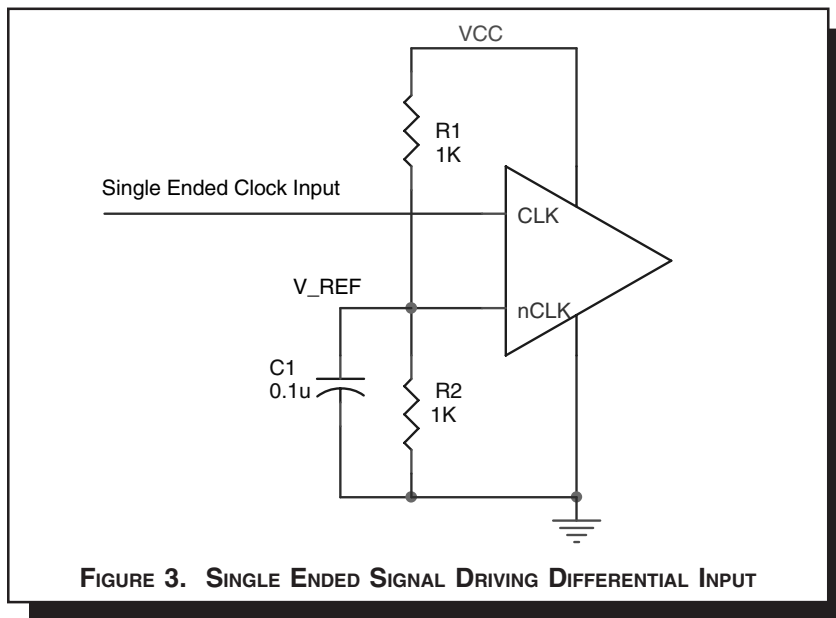 VCC
R1
1K
Single Ended Clock Input
CLK
V_REF
nCLK
C1
0.1u
R2
1K
FIGURE 3. SINGLE ENDED SIGNAL DRIVING DIFFERENTIAL INPUT